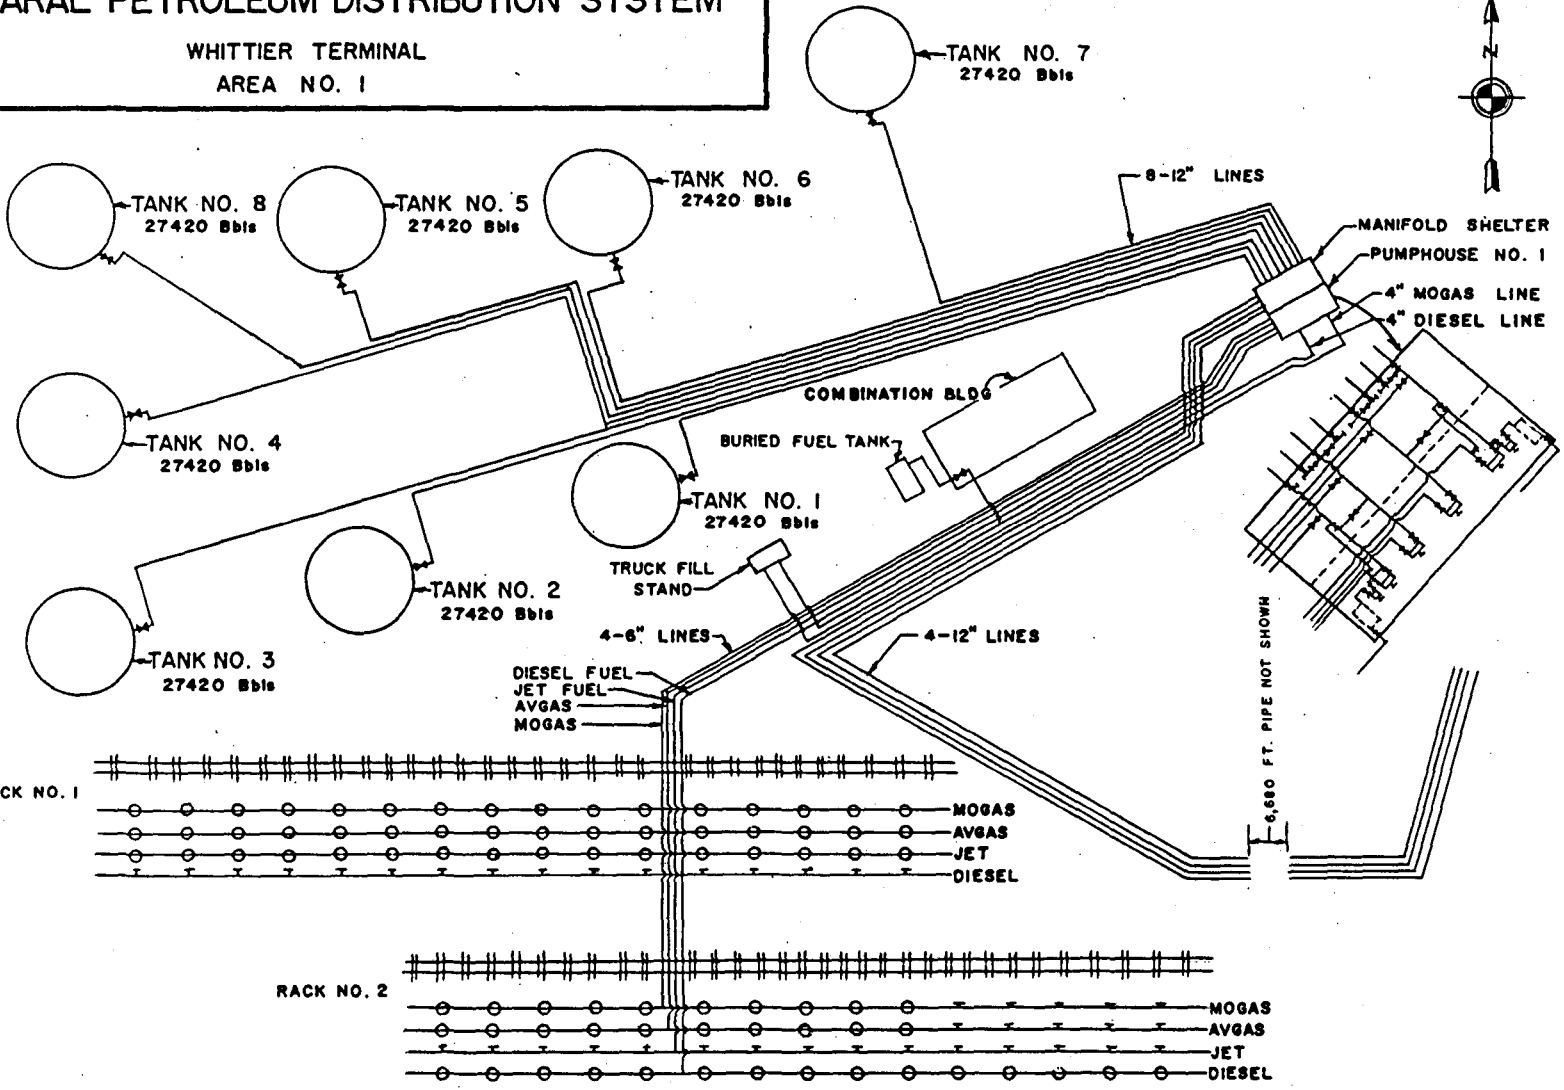 PETROLEUM DISTRIBUTION SYSTEM
WHITTIER TERMINAL
AREA NO. 1
TANK NO. 7
27420 Bbls
N
TANK NO. 8
27420 Bbls
TANK NO. 5
27420 Bbls
TANK NO. 6
27420 Bbls
8-12" LINES
MANIFOLD SHELTER
PUMPHOUSE NO. 1
4" MOGAS LINE
4" DIESEL LINE
COMBINATION BLDG
BURIED FUEL TANK
TANK NO. 4
27420 Bbls
TANK NO. 1
27420 Bbls
TRUCK FILL
STAND
TANK NO. 2
27420 Bbls
TANK NO. 3
27420 Bbls
4-6" LINES
4-12" LINES
6,680 FT. PIPE NOT SHOWN
DIESEL FUEL
JET FUEL
AVGAS
MOGAS
CK NO. 1
MOGAS
AVGAS
JET
DIESEL
RACK NO. 2
MOGAS
AVGAS
JET
DIESEL